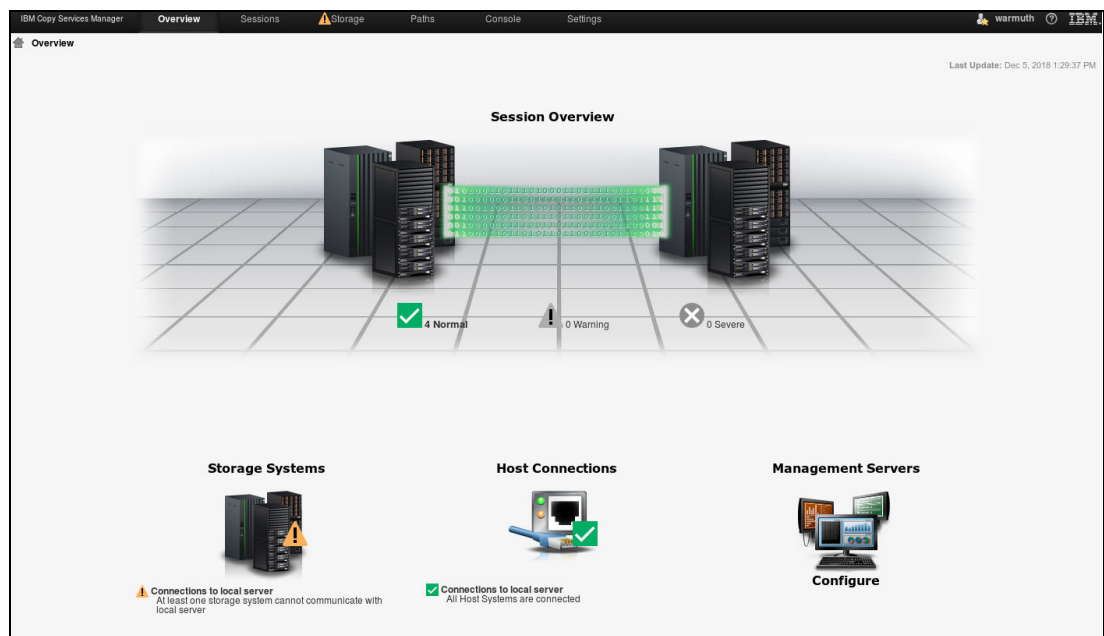 IBM Copy Services Manager Overview Sessions Storage Paths Console Settings warmuth IBM.
Overview
Last Update: Dec 5, 2018 1:29:37 PM
Session Overview
4 Normal 0 Warning 0 Severe
Storage Systems Host Connections Management Servers
Configure
Connections to local server
At least one storage system cannot communicate with
local server
Connections to local server
All Host Systems are connected